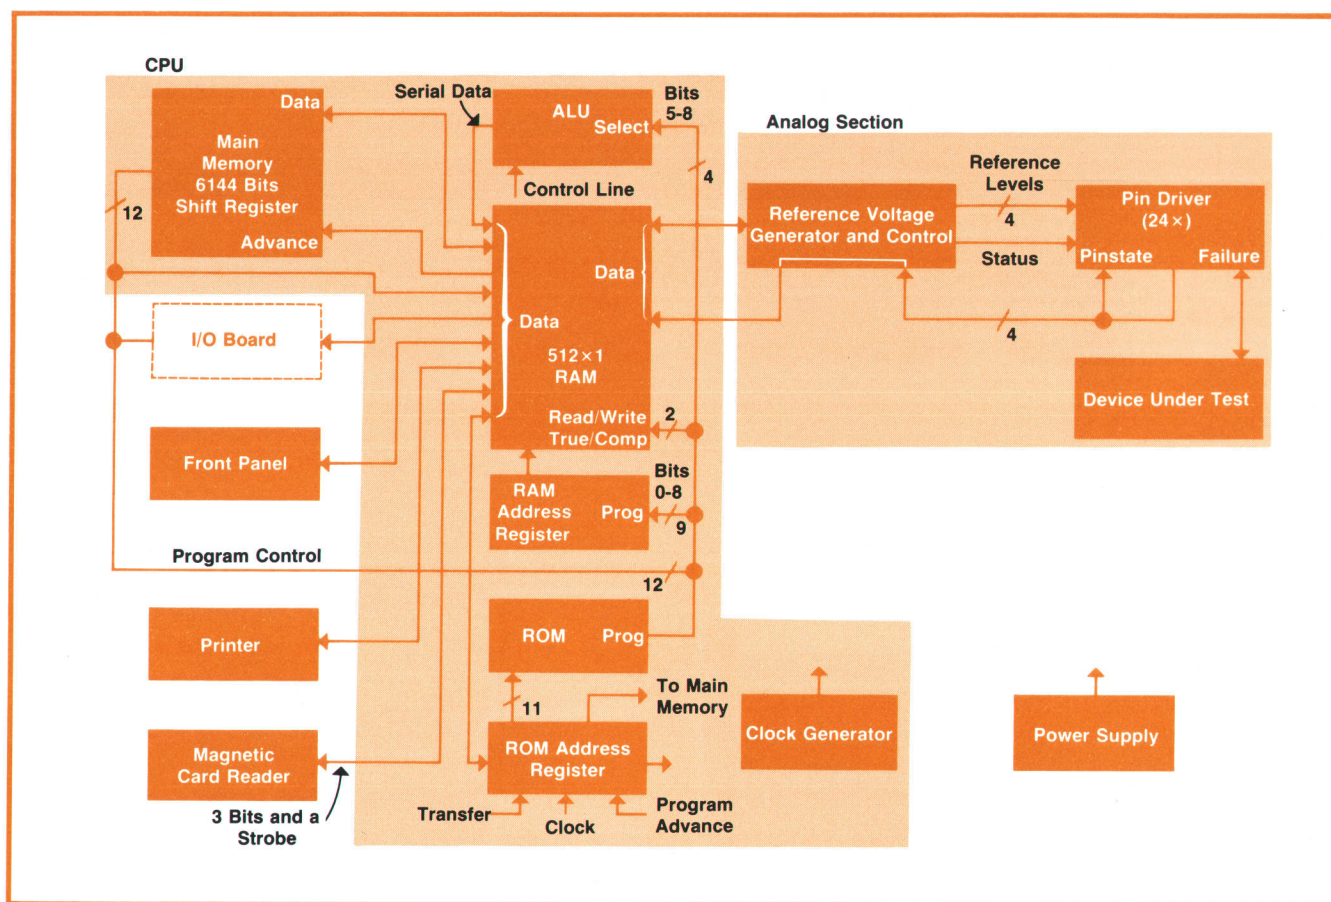 CPU
Data
Main
Memory
6144 Bits
Shift Register
Advance
12
Serial Data
ALU
Select
Bits
5-8
4
Control Line
Data
Data
512×1
RAM
Read/Write
True/Comp
2
Analog Section
Reference Voltage
Generator and Control
Reference
Levels
4
Status
Pin Driver
(24×)
Pinstate
Failure
4
Device Under Test
I/O Board
Front Panel
RAM
Address
Register
Prog
Bits
0-8
9
Program Control
12
Printer
ROM
Prog
11
To Main
Memory
Magnetic
Card Reader
3 Bits and a
Strobe
ROM Address
Register
Transfer
Clock
Program
Advance
Clock Generator
Power Supply